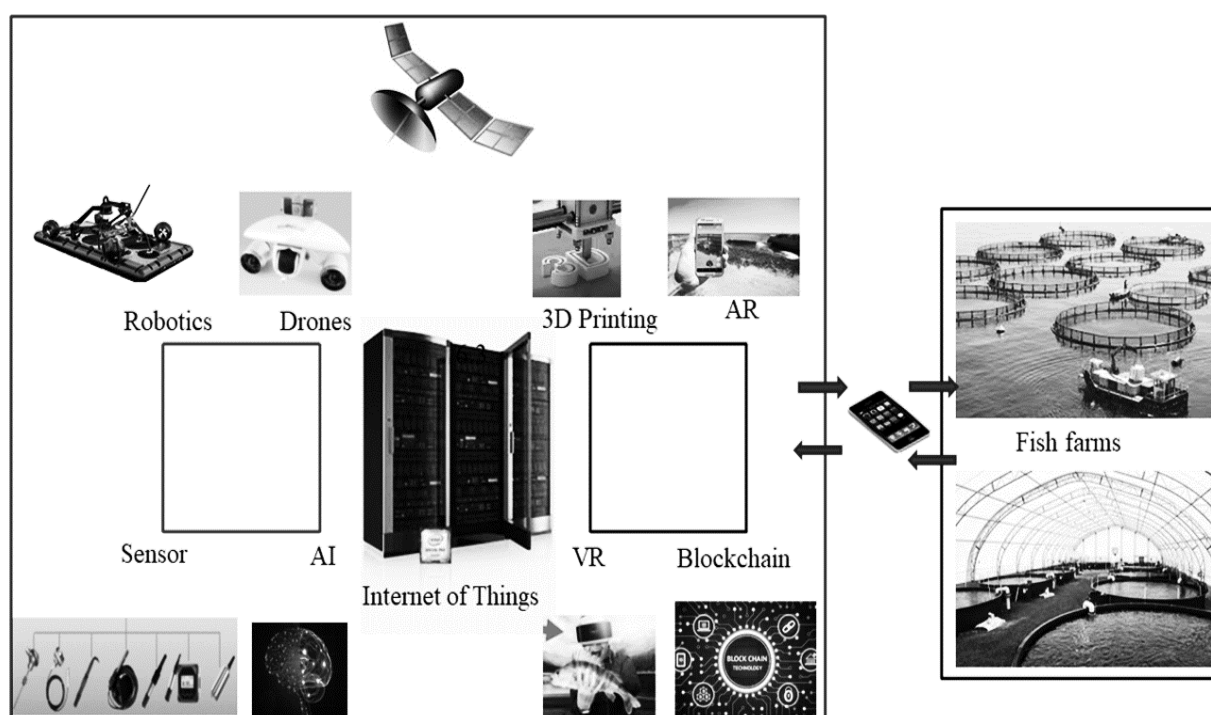 Robotics
Drones
3D Printing
AR
Fish farms
Sensor
AI
VR
Blockchain
Internet of Things
BLOCK CHAIN
TECHNOLOGY